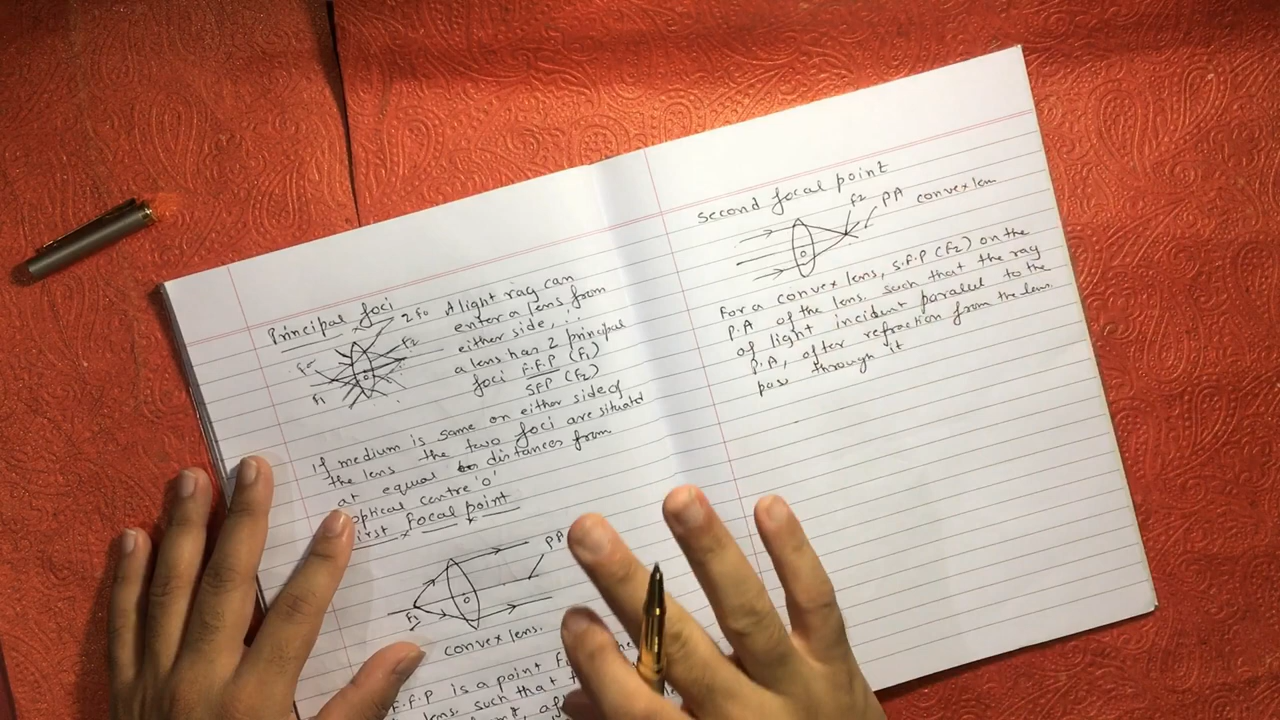 Principal foci
2f0 A light ray can
enter a lens from
either side,
a lens has 2 principal
foci F.F.P (F1)
SFP (F2)
F2
F1
O
If medium is same on either side of
the lens the two foci are situated
at equal distances from
optical centre 'O'
First focal point
PA
F1
O
convex lens.
F.F.P is a point F
lens. such that
second focal point
F2
PA convex len
O
For a convex lens, S.F.P (F2) on the
P.A of the lens. such that the ray
of light incident parallel to the
P.A, after refraction from the lens.
pass through it